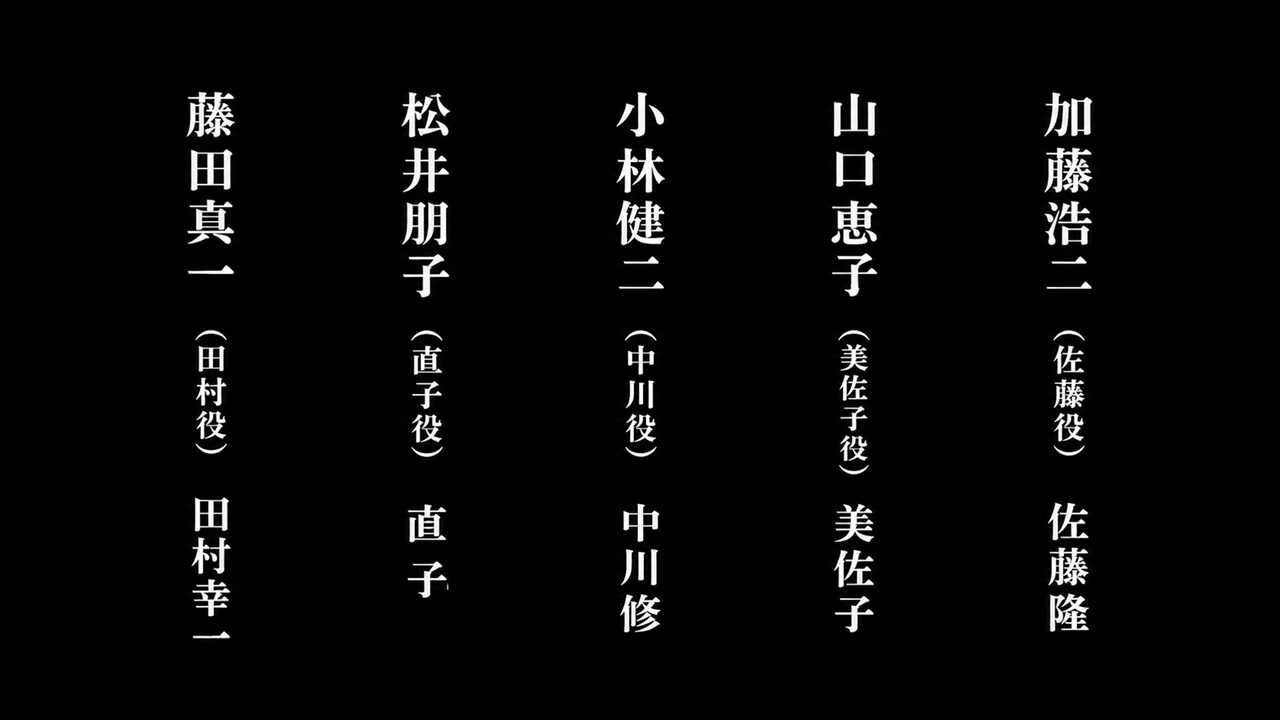 加藤浩二（佐藤役）佐藤隆
山口恵子（美佐子役）美佐子
小林健二（中川役）中川修
松井朋子（直子役）直子
藤田真一（田村役）田村幸一